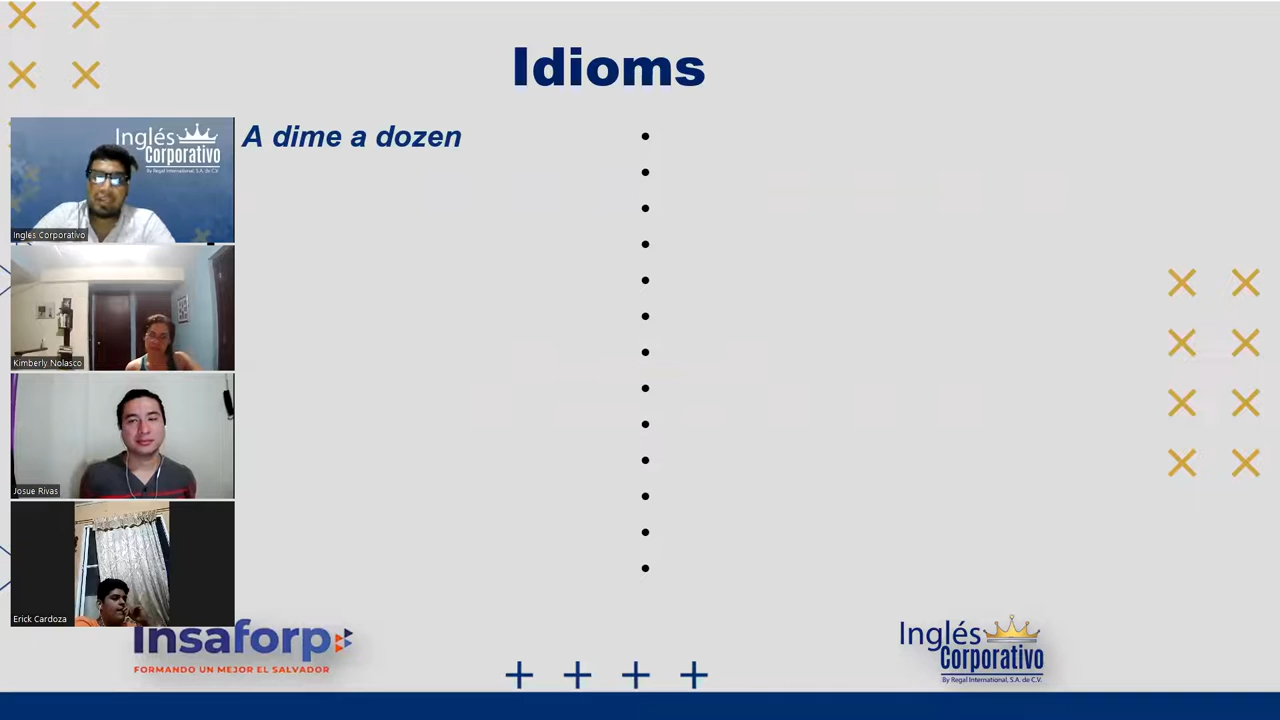 Idioms
A dime a dozen
Inglés
Corporativo
By Regal International, S.A. de C.V.
Ingles Corporativo
Kimberly Nolasco
Josue Rivas
Erick Cardoza
Insaforp
FORMANDO UN MEJOR EL SALVADOR
Inglés
Corporativo
By Regal International, S.A. de C.V.